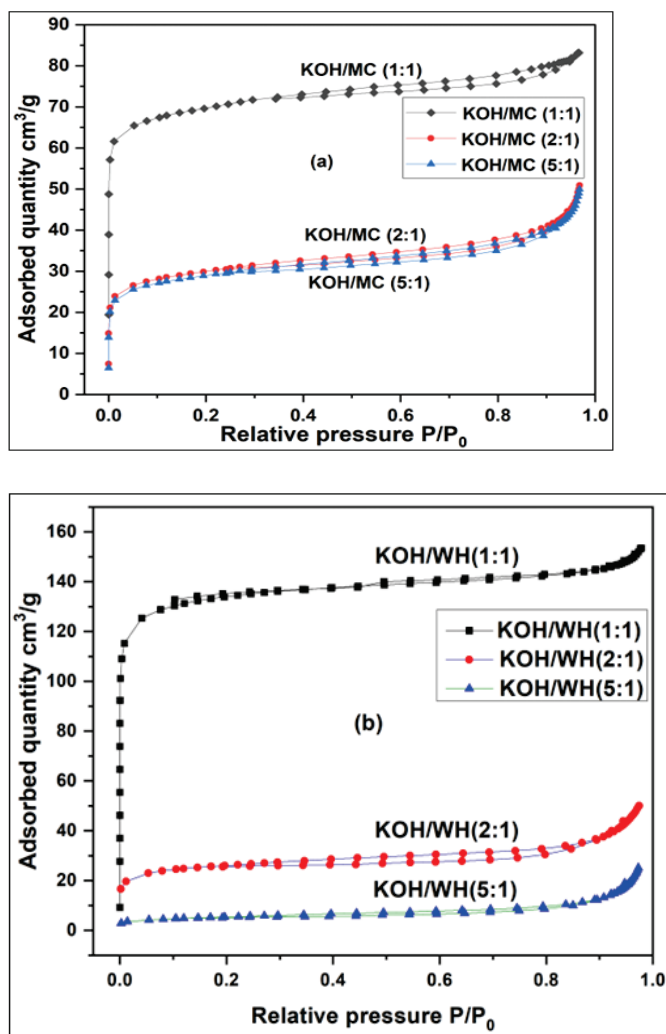 90
80
70
60
50
40
30
20
10
0
Adsorbed quantity cm³/g
KOH/MC (1:1)
KOH/MC (1:1)
KOH/MC (2:1)
KOH/MC (5:1)
(a)
KOH/MC (2:1)
KOH/MC (5:1)
0.0 0.2 0.4 0.6 0.8 1.0
Relative pressure P/P₀
160
140
120
100
80
60
40
20
0
Adsorbed quantity cm³/g
KOH/WH(1:1)
KOH/WH(1:1)
KOH/WH(2:1)
KOH/WH(5:1)
(b)
KOH/WH(2:1)
KOH/WH(5:1)
0.0 0.2 0.4 0.6 0.8 1.0
Relative pressure P/P₀